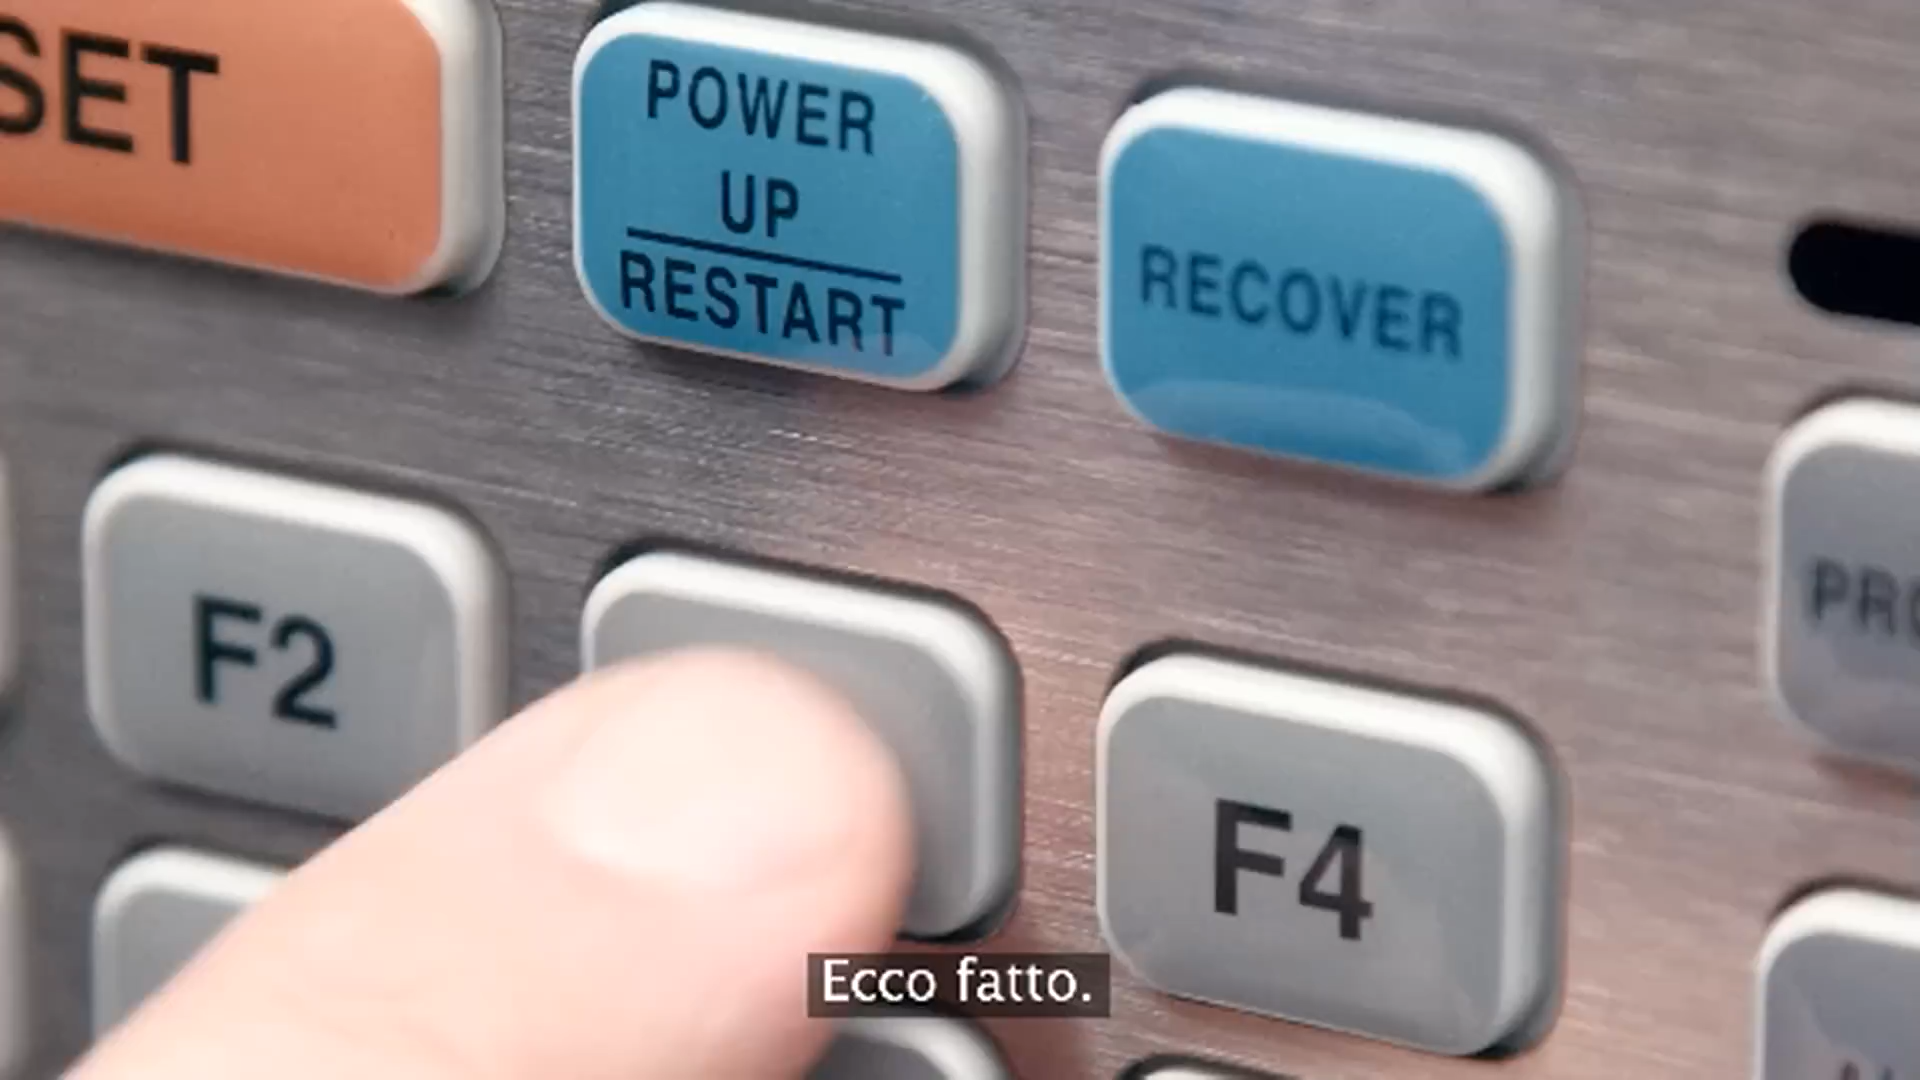 SET
POWER
UP
RESTART
RECOVER
F2
F4
Ecco fatto.